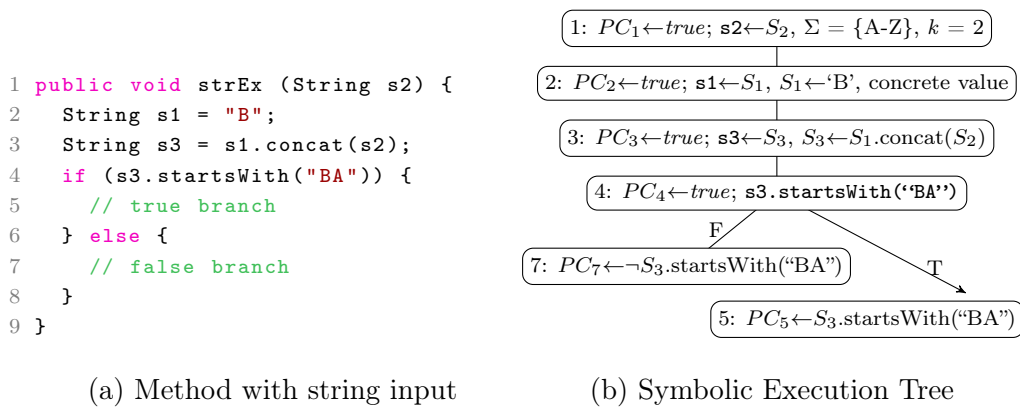 1 public void strEx (String s2) {
2 String s1 = "B";
3 String s3 = s1.concat(s2);
4 if (s3.startsWith("BA")) {
5 // true branch
6 } else {
7 // false branch
8 }
9 }
(a) Method with string input
1: PC₁←true; s2←S₂, Σ = {A-Z}, k = 2
2: PC₂←true; s1←S₁, S₁←‘B’, concrete value
3: PC₃←true; s3←S₃, S₃←S₁.concat(S₂)
4: PC₄←true; s3.startsWith(“BA”)
F
7: PC₇←¬S₃.startsWith(“BA”)
T
5: PC₅←S₃.startsWith(“BA”)
(b) Symbolic Execution Tree